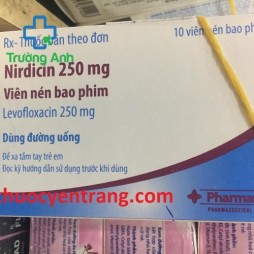 Trường Anh
Rx- Thuốc bán theo đơn
10 viên nén bao phim
Nirdicin 250 mg
Viên nén bao phim
Levofloxacin 250 mg
Dùng đường uống
Để xa tầm tay trẻ em
Đọc kỹ hướng dẫn sử dụng trước khi dùng
thuocyentrang.com
PHARMACEUTICAL